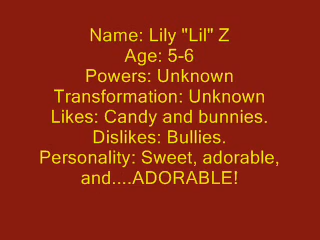 Name: Lily "Lil" Z
Age: 5-6
Powers: Unknown
Transformation: Unknown
Likes: Candy and bunnies.
Dislikes: Bullies.
Personality: Sweet, adorable,
and....ADORABLE!